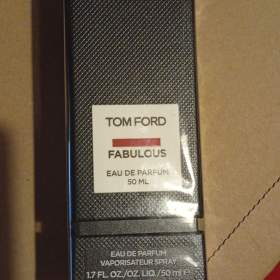 TOM FORD
FABULOUS
EAU DE PARFUM
50 ML
EAU DE PARFUM
VAPORISATEUR SPRAY
1.7 FL. OZ./OZ. LIQ./50 ml ℮